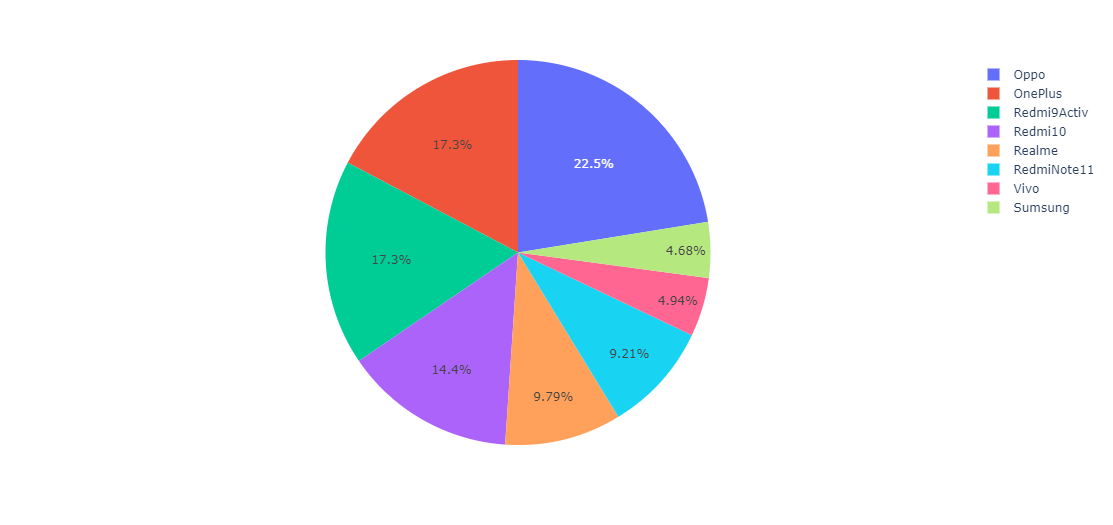 Oppo
OnePlus
Redmi9Activ
Redmi10
Realme
RedmiNote11
Vivo
Sumsung
17.3%
22.5%
4.68%
17.3%
4.94%
9.21%
14.4%
9.79%